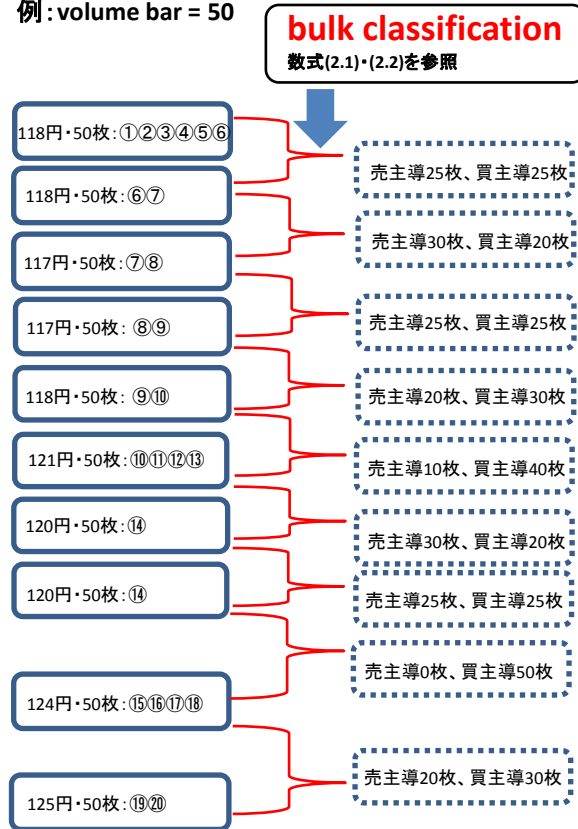 例：volume bar = 50
bulk classification
数式(2.1)・(2.2)を参照
118円・50枚：①②③④⑤⑥
売主導25枚、買主導25枚
118円・50枚：⑥⑦
売主導30枚、買主導20枚
117円・50枚：⑦⑧
売主導25枚、買主導25枚
117円・50枚：⑧⑨
売主導20枚、買主導30枚
118円・50枚：⑨⑩
売主導10枚、買主導40枚
121円・50枚：⑩⑪⑫⑬
売主導30枚、買主導20枚
120円・50枚：⑭
売主導25枚、買主導25枚
120円・50枚：⑭
売主導0枚、買主導50枚
124円・50枚：⑮⑯⑰⑱
売主導20枚、買主導30枚
125円・50枚：⑲⑳